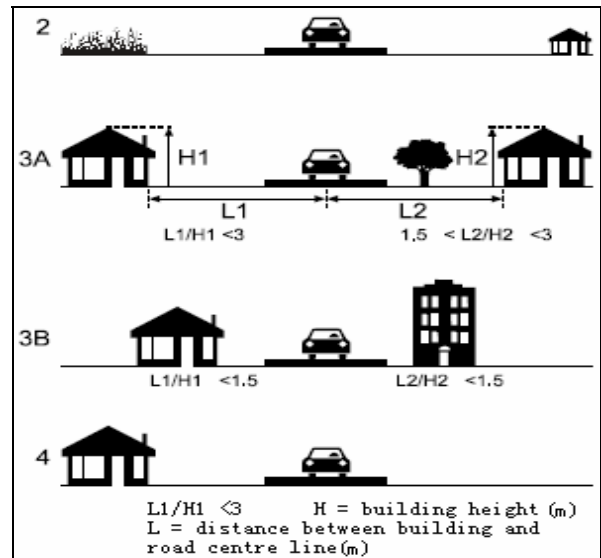 2
3A
H1
H2
L1
L2
L1/H1 <3
1,5 < L2/H2 <3
3B
L1/H1 <1.5
L2/H2 <1.5
4
L1/H1 <3 H = building height (m)
L = distance between building and
road centre line(m)